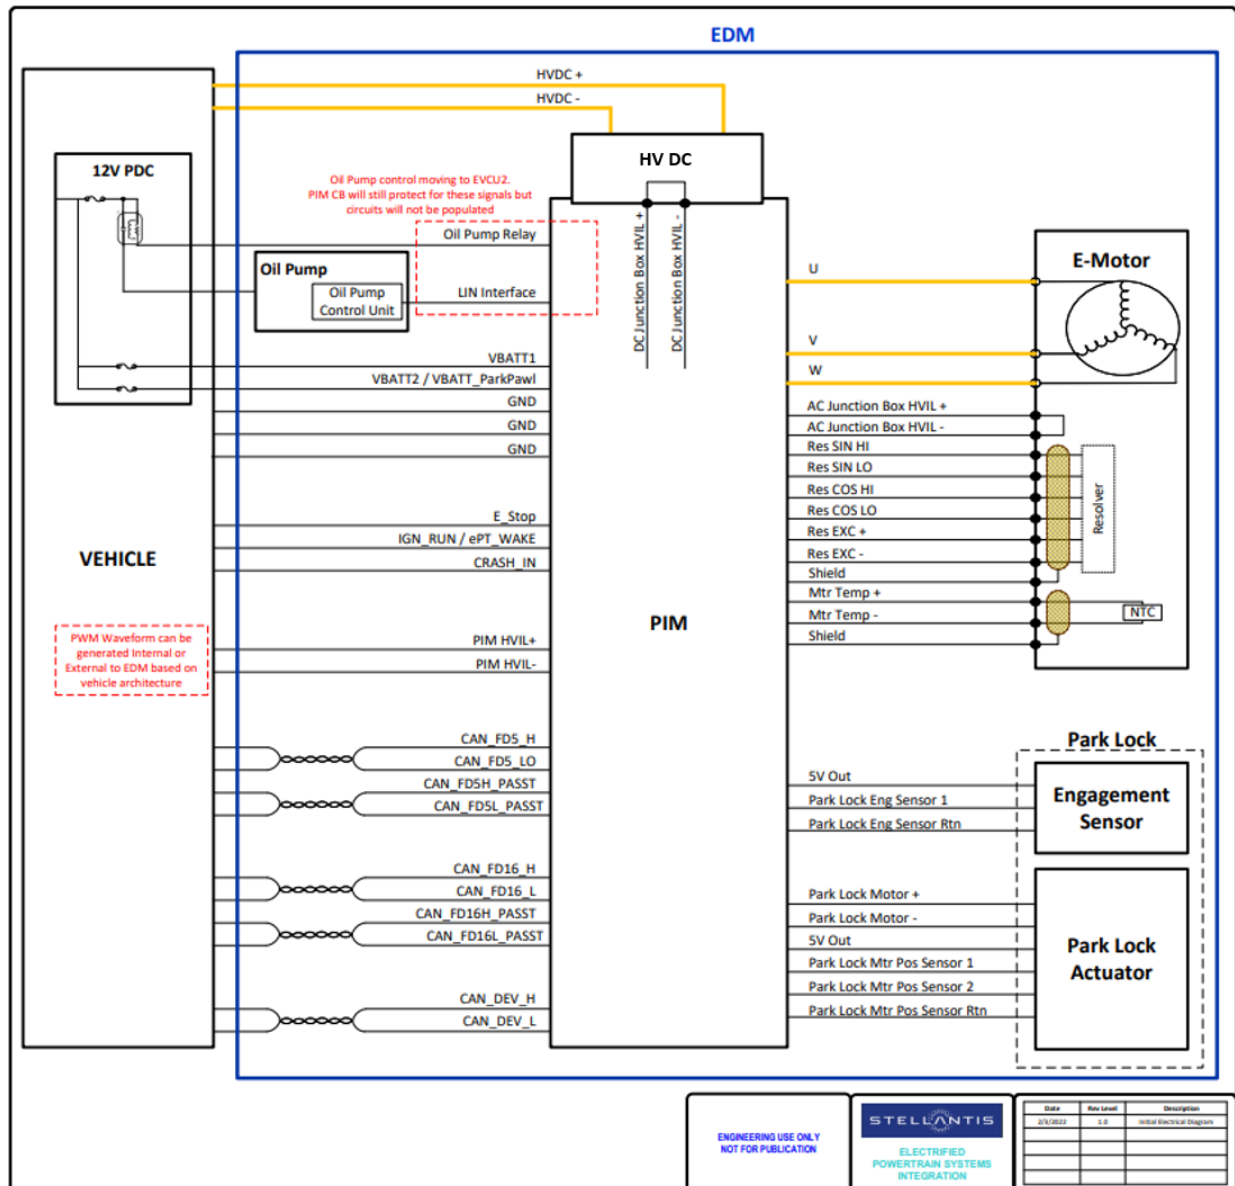 EDM
HVDC +
HVDC -
HV DC
12V PDC
Oil Pump control moving to EVCU2.
PIM CB will still protect for these signals but
circuits will not be populated
Oil Pump Relay
Oil Pump
Oil Pump
Control Unit
LIN Interface
DC Junction Box HVIL +
DC Junction Box HVIL -
VBATT1
VBATT2 / VBATT_ParkPawl
GND
GND
GND
E_Stop
IGN_RUN / ePT_WAKE
CRASH_IN
VEHICLE
PWM Waveform can be
generated Internal or
External to EDM based on
vehicle architecture
PIM HVIL+
PIM HVIL-
CAN_FD5_H
CAN_FD5_LO
CAN_FD5H_PASST
CAN_FD5L_PASST
CAN_FD16_H
CAN_FD16_L
CAN_FD16H_PASST
CAN_FD16L_PASST
CAN_DEV_H
CAN_DEV_L
PIM
U
V
W
E-Motor
AC Junction Box HVIL +
AC Junction Box HVIL -
Res SIN HI
Res SIN LO
Res COS HI
Res COS LO
Res EXC +
Res EXC -
Shield
Resolver
Mtr Temp +
Mtr Temp -
Shield
NTC
Park Lock
5V Out
Park Lock Eng Sensor 1
Park Lock Eng Sensor Rtn
Engagement
Sensor
Park Lock Motor +
Park Lock Motor -
5V Out
Park Lock Mtr Pos Sensor 1
Park Lock Mtr Pos Sensor 2
Park Lock Mtr Pos Sensor Rtn
Park Lock
Actuator
ENGINEERING USE ONLY
NOT FOR PUBLICATION
STELLANTIS
ELECTRIFIED
POWERTRAIN SYSTEMS
INTEGRATION
Date Rev Level Description
2/3/2022 1.0 Initial Electrical Diagram